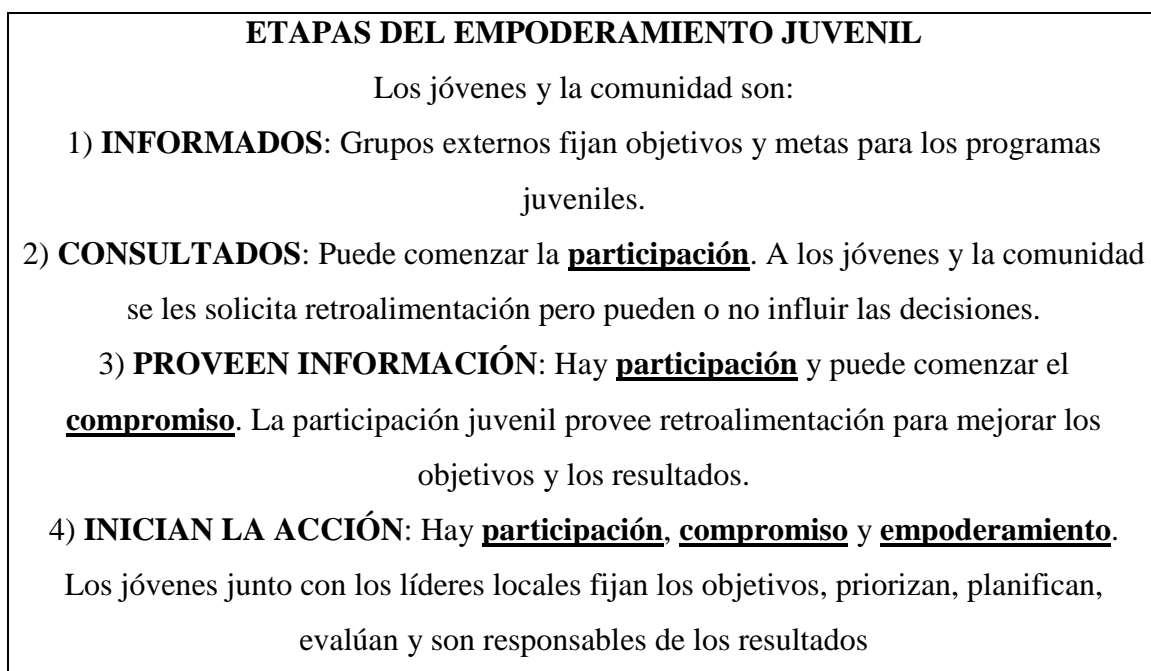 ETAPAS DEL EMPODERAMIENTO JUVENIL
Los jóvenes y la comunidad son:
1) INFORMADOS: Grupos externos fijan objetivos y metas para los programas
juveniles.
2) CONSULTADOS: Puede comenzar la participación. A los jóvenes y la comunidad
se les solicita retroalimentación pero pueden o no influir las decisiones.
3) PROVEEN INFORMACIÓN: Hay participación y puede comenzar el
compromiso. La participación juvenil provee retroalimentación para mejorar los
objetivos y los resultados.
4) INICIAN LA ACCIÓN: Hay participación, compromiso y empoderamiento.
Los jóvenes junto con los líderes locales fijan los objetivos, priorizan, planifican,
evalúan y son responsables de los resultados